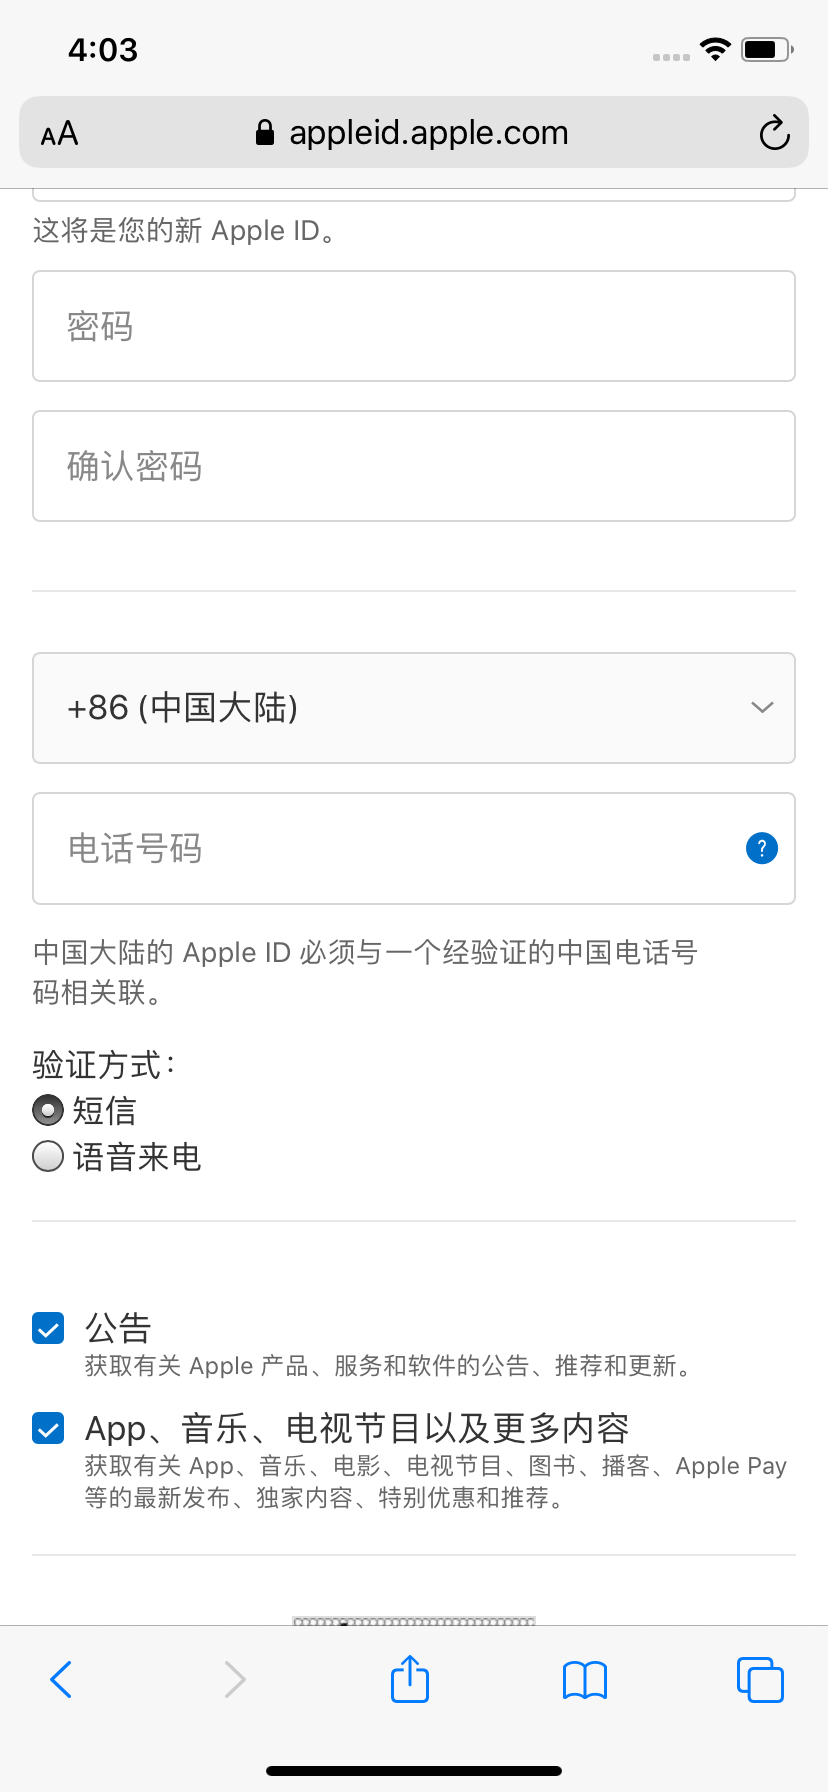 4:03
AA appleid.apple.com
这将是您的新 Apple ID。
密码
确认密码
+86 (中国大陆)
电话号码 ?
中国大陆的 Apple ID 必须与一个经验证的中国电话号
码相关联。
验证方式：
短信
语音来电
公告
获取有关 Apple 产品、服务和软件的公告、推荐和更新。
App、音乐、电视节目以及更多内容
获取有关 App、音乐、电影、电视节目、图书、播客、Apple Pay
等的最新发布、独家内容、特别优惠和推荐。